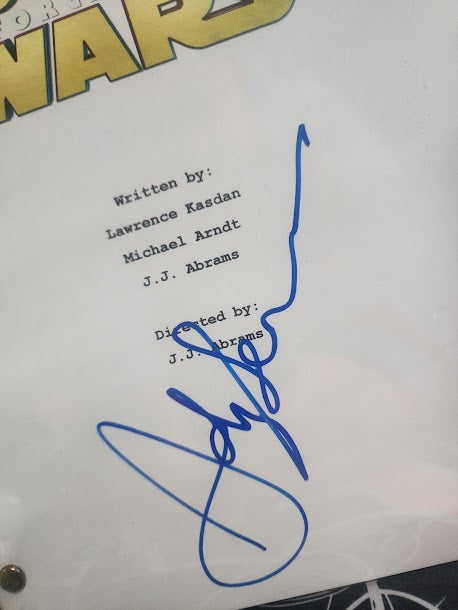 WARS
Written by:
Lawrence Kasdan
Michael Arndt
J.J. Abrams
Directed by:
J.J. Abrams